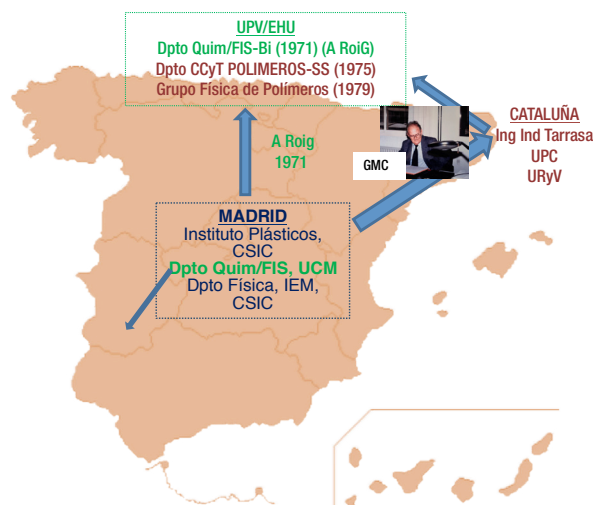 UPV/EHU
Dpto Quim/FIS-Bi (1971) (A RoiG)
Dpto CCyT POLIMEROS-SS (1975)
Grupo Física de Polímeros (1979)
CATALUÑA
Ing Ind Tarrasa
UPC
URyV
A Roig
1971
GMC
MADRID
Instituto Plásticos,
CSIC
Dpto Quim/FIS, UCM
Dpto Física, IEM,
CSIC